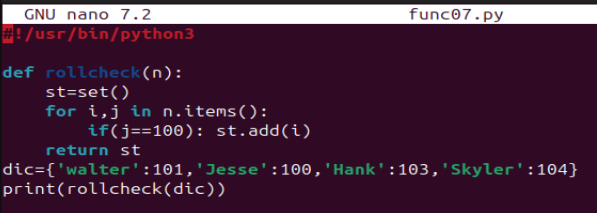 GNU nano 7.2 func07.py
#!/usr/bin/python3

def rollcheck(n):
    st=set()
    for i,j in n.items():
        if(j==100): st.add(i)
    return st
dic={'walter':101,'Jesse':100,'Hank':103,'Skyler':104}
print(rollcheck(dic))